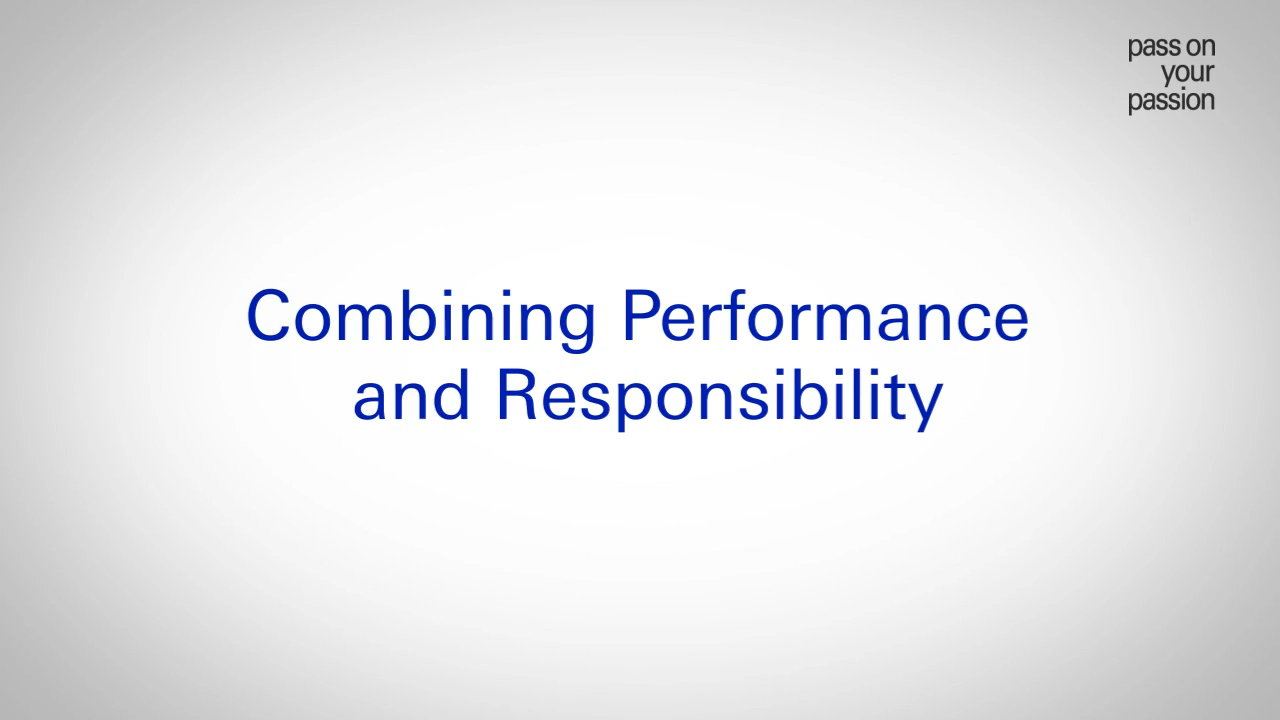 pass on
your
passion
Combining Performance
and Responsibility